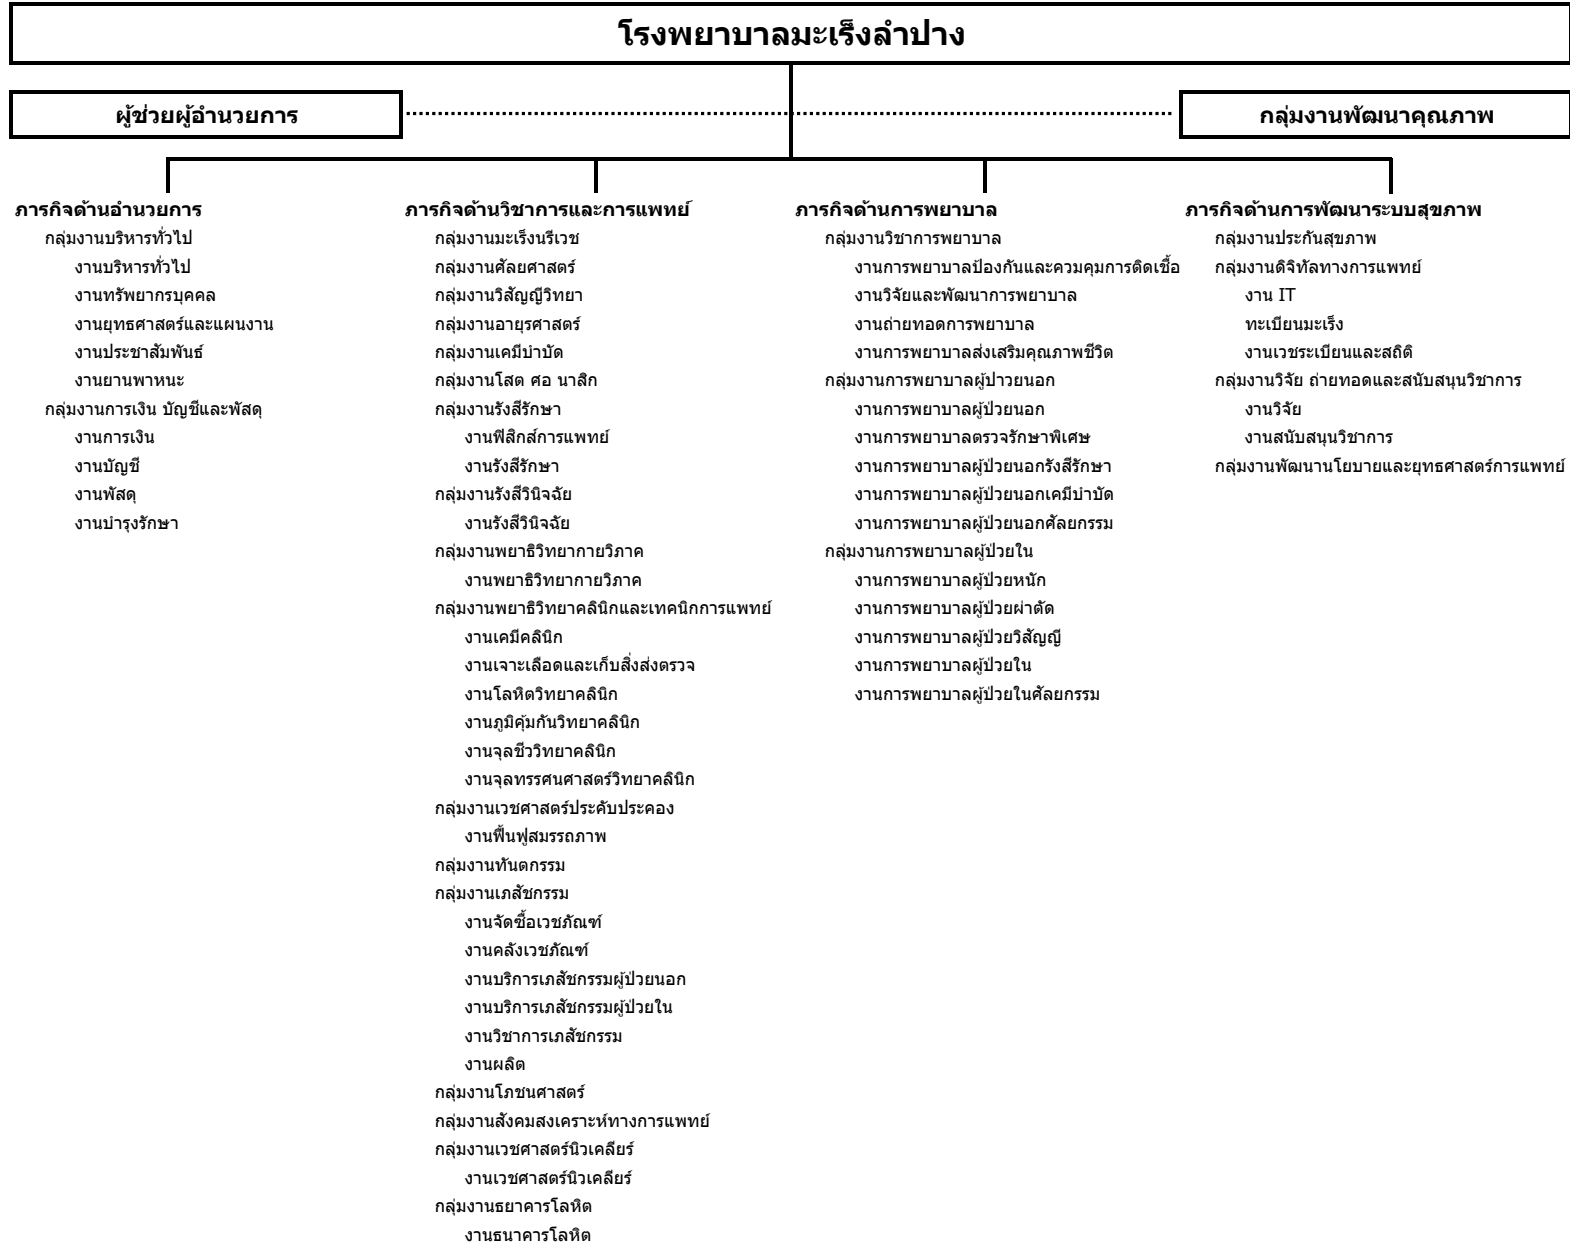 โรงพยาบาลมะเร็งลำปาง
ผู้ช่วยผู้อำนวยการ
กลุ่มงานพัฒนาคุณภาพ
ภารกิจด้านอำนวยการ
กลุ่มงานบริหารทั่วไป
งานบริหารทั่วไป
งานทรัพยากรบุคคล
งานยุทธศาสตร์และแผนงาน
งานประชาสัมพันธ์
งานยานพาหนะ
กลุ่มงานการเงิน บัญชีและพัสดุ
งานการเงิน
งานบัญชี
งานพัสดุ
งานบำรุงรักษา
ภารกิจด้านวิชาการและการแพทย์
กลุ่มงานมะเร็งนรีเวช
กลุ่มงานศัลยศาสตร์
กลุ่มงานวิสัญญีวิทยา
กลุ่มงานอายุรศาสตร์
กลุ่มงานเคมีบำบัด
กลุ่มงานโสต ศอ นาสิก
กลุ่มงานรังสีรักษา
งานฟิสิกส์การแพทย์
งานรังสีรักษา
กลุ่มงานรังสีวินิจฉัย
งานรังสีวินิจฉัย
กลุ่มงานพยาธิวิทยากายวิภาค
งานพยาธิวิทยากายวิภาค
กลุ่มงานพยาธิวิทยาคลินิกและเทคนิกการแพทย์
งานเคมีคลินิก
งานเจาะเลือดและเก็บสิ่งส่งตรวจ
งานโลหิตวิทยาคลินิก
งานภูมิคุ้มกันวิทยาคลินิก
งานจุลชีววิทยาคลินิก
งานจุลทรรศนศาสตร์วิทยาคลินิก
กลุ่มงานเวชศาสตร์ประคับประคอง
งานฟื้นฟูสมรรถภาพ
กลุ่มงานทันตกรรม
กลุ่มงานเภสัชกรรม
งานจัดซื้อเวชภัณฑ์
งานคลังเวชภัณฑ์
งานบริการเภสัชกรรมผู้ป่วยนอก
งานบริการเภสัชกรรมผู้ป่วยใน
งานวิชาการเภสัชกรรม
งานผลิต
กลุ่มงานโภชนศาสตร์
กลุ่มงานสังคมสงเคราะห์ทางการแพทย์
กลุ่มงานเวชศาสตร์นิวเคลียร์
งานเวชศาสตร์นิวเคลียร์
กลุ่มงานธยาคารโลหิต
งานธนาคารโลหิต
ภารกิจด้านการพยาบาล
กลุ่มงานวิชาการพยาบาล
งานการพยาบาลป้องกันและควมคุมการติดเชื้อ
งานวิจัยและพัฒนาการพยาบาล
งานถ่ายทอดการพยาบาล
งานการพยาบาลส่งเสริมคุณภาพชีวิต
กลุ่มงานการพยาบาลผู้ปาวยนอก
งานการพยาบาลผู้ป่วยนอก
งานการพยาบาลตรวจรักษาพิเศษ
งานการพยาบาลผู้ป่วยนอกรังสีรักษา
งานการพยาบาลผู้ป่วยนอกเคมีบำบัด
งานการพยาบาลผู้ป่วยนอกศัลยกรรม
กลุ่มงานการพยาบาลผู้ป่วยใน
งานการพยาบาลผู้ป่วยหนัก
งานการพยาบาลผู้ป่วยผ่าตัด
งานการพยาบาลผู้ป่วยวิสัญญี
งานการพยาบาลผู้ป่วยใน
งานการพยาบาลผู้ป่วยในศัลยกรรม
ภารกิจด้านการพัฒนาระบบสุขภาพ
กลุ่มงานประกันสุขภาพ
กลุ่มงานดิจิทัลทางการแพทย์
งาน IT
ทะเบียนมะเร็ง
งานเวชระเบียนและสถิติ
กลุ่มงานวิจัย ถ่ายทอดและสนับสนุนวิชาการ
งานวิจัย
งานสนับสนุนวิชาการ
กลุ่มงานพัฒนานโยบายและยุทธศาสตร์การแพทย์